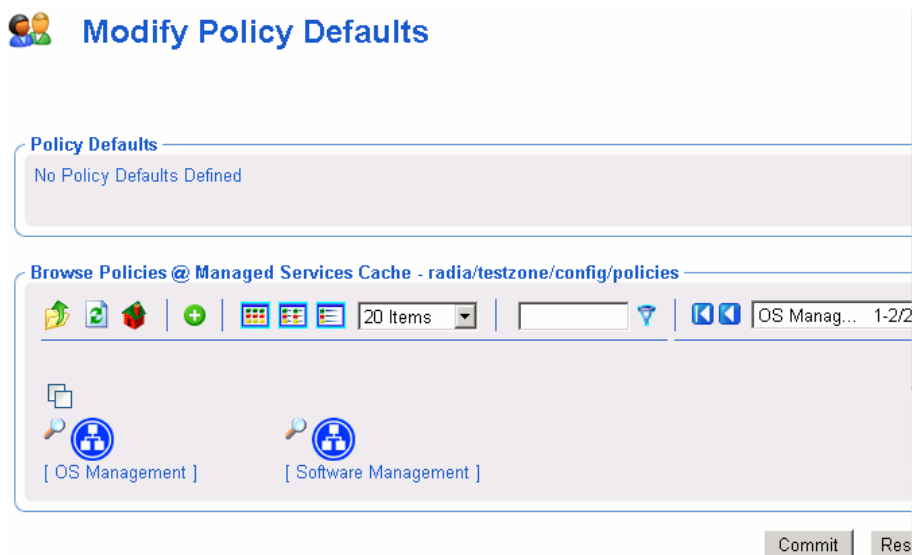 Modify Policy Defaults
Policy Defaults
No Policy Defaults Defined
Browse Policies @ Managed Services Cache - radia/testzone/config/policies
20 Items
OS Manag... 1-2/2
[ OS Management ]
[ Software Management ]
Commit
Res